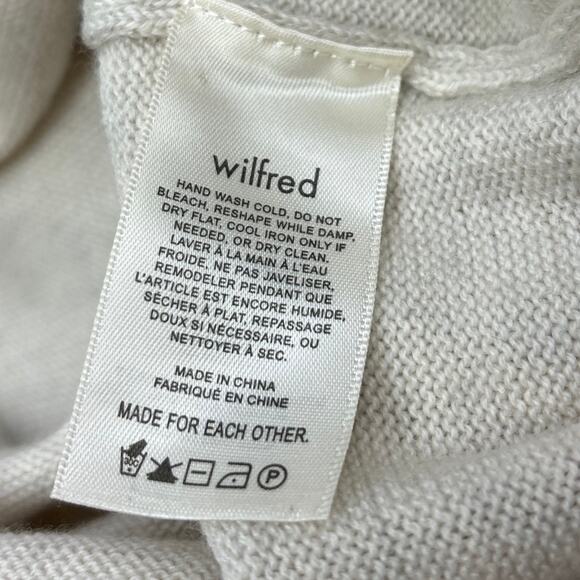 wilfred
HAND WASH COLD, DO NOT
BLEACH, RESHAPE WHILE DAMP,
DRY FLAT, COOL IRON ONLY IF
NEEDED, OR DRY CLEAN.
LAVER À LA MAIN À L'EAU
FROIDE, NE PAS JAVELISER,
REMODELER PENDANT QUE
L'ARTICLE EST ENCORE HUMIDE,
SÉCHER À PLAT, REPASSAGE
DOUX SI NÉCESSAIRE, OU
NETTOYER À SEC.
MADE IN CHINA
FABRIQUÉ EN CHINE
MADE FOR EACH OTHER.
30C P